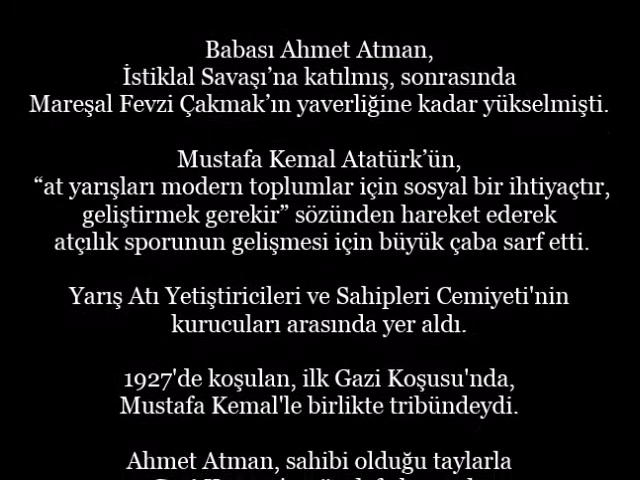 Babası Ahmet Atman,
İstiklal Savaşı’na katılmış, sonrasında
Mareşal Fevzi Çakmak’ın yaverliğine kadar yükselmişti.
Mustafa Kemal Atatürk’ün,
“at yarışları modern toplumlar için sosyal bir ihtiyaçtır,
geliştirmek gerekir” sözünden hareket ederek
atçılık sporunun gelişmesi için büyük çaba sarf etti.
Yarış Atı Yetiştiricileri ve Sahipleri Cemiyeti'nin
kurucuları arasında yer aldı.
1927'de koşulan, ilk Gazi Koşusu'nda,
Mustafa Kemal'le birlikte tribündeydi.
Ahmet Atman, sahibi olduğu taylarla